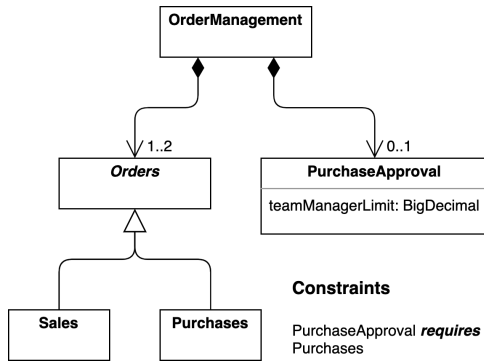 OrderManagement
1..2
0..1
Orders
PurchaseApproval
teamManagerLimit: BigDecimal
Sales
Purchases
Constraints
PurchaseApproval requires
Purchases